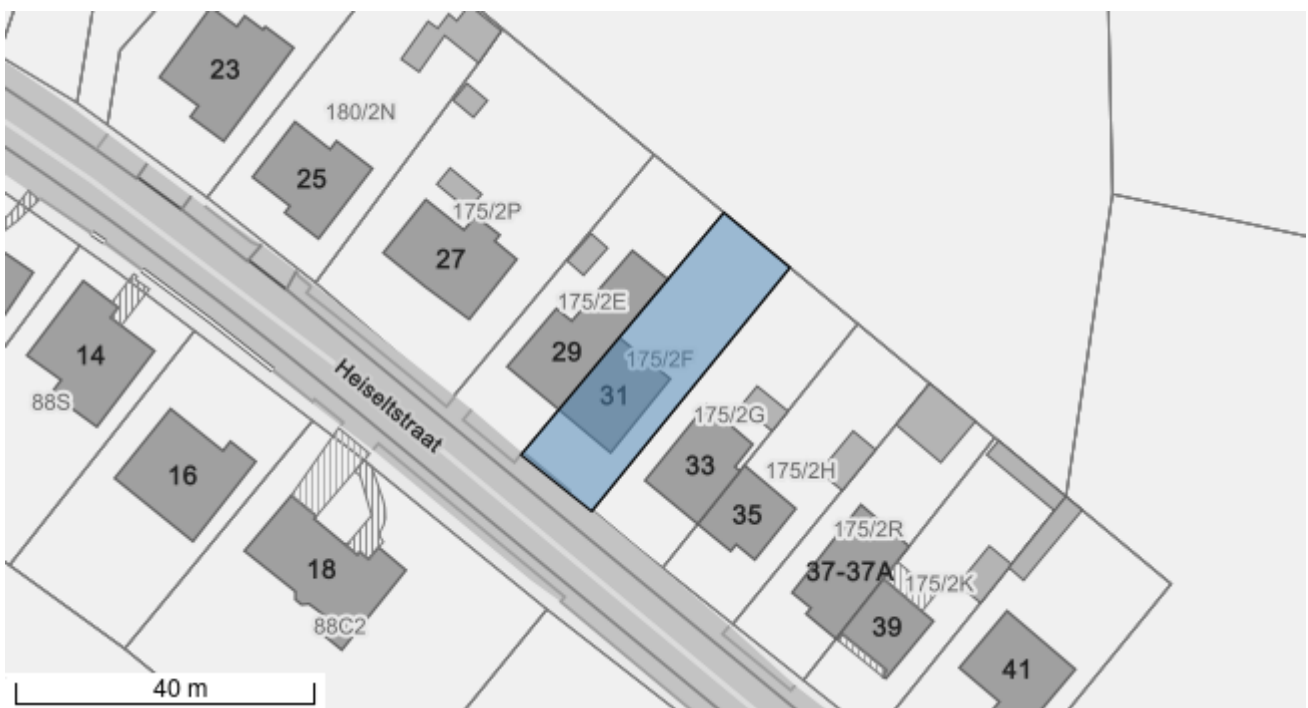 23
180/2N
25
175/2P
27
175/2E
29
175/2F
31
14
88S
Heiseltstraat
16
18
88C2
175/2G
33
175/2H
35
175/2R
37-37A
175/2K
39
41
40 m